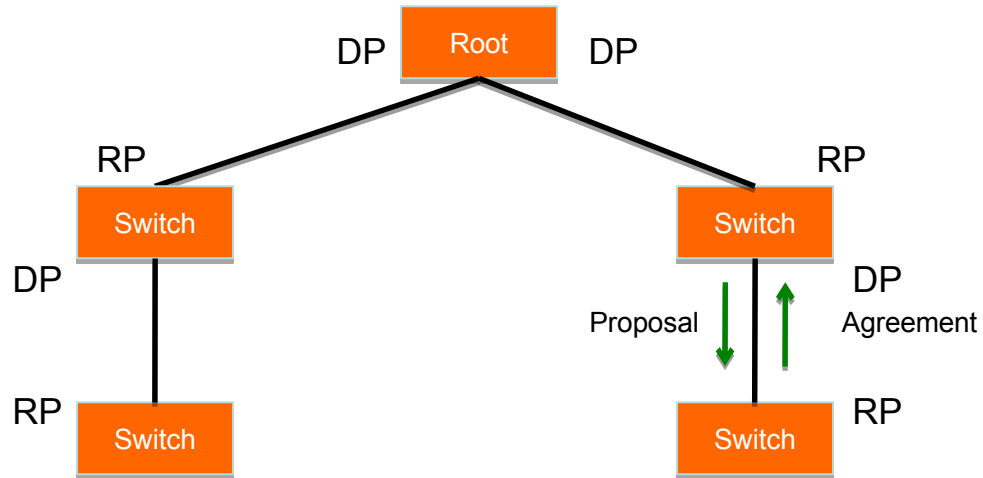 DP
Root
DP
RP
RP
Switch
Switch
DP
DP
Proposal
Agreement
RP
RP
Switch
Switch